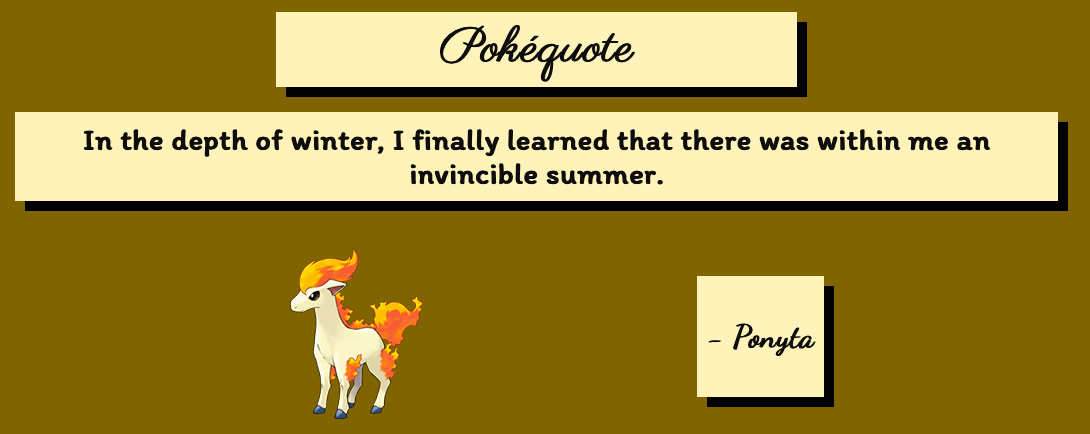 Pokéquote
In the depth of winter, I finally learned that there was within me an
invincible summer.
- Ponyta